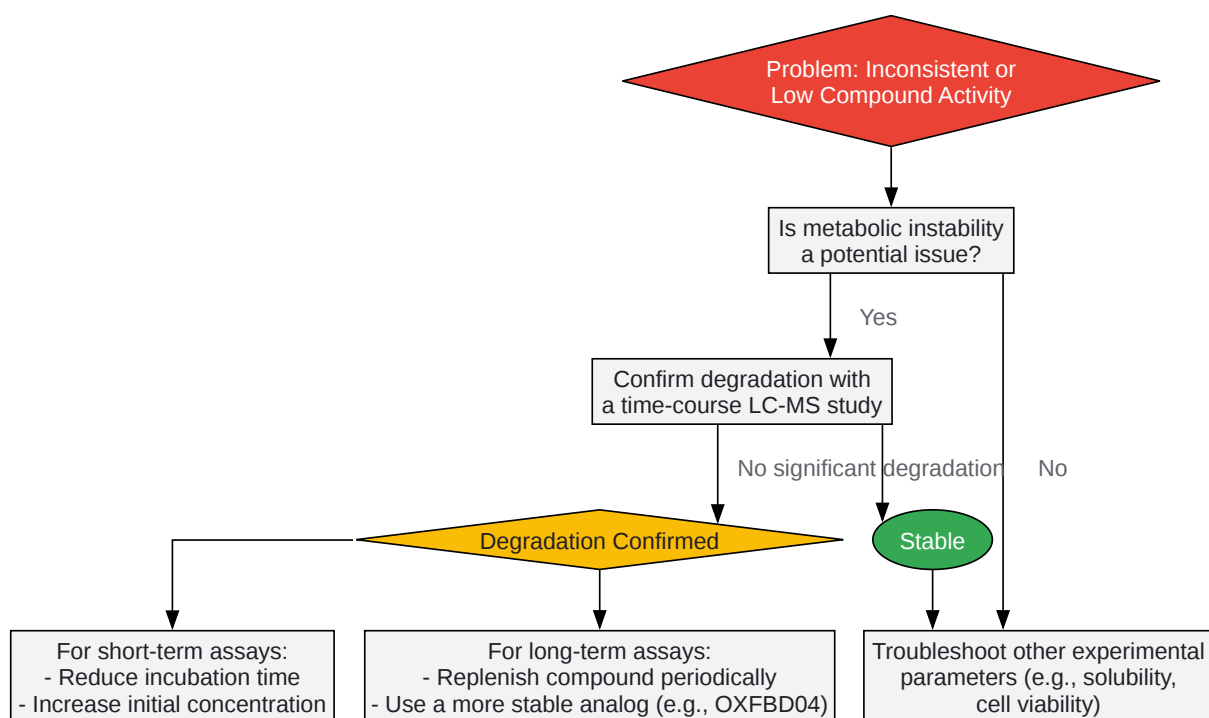 Problem: Inconsistent or
Low Compound Activity
Is metabolic instability
a potential issue?
Yes
Confirm degradation with
a time-course LC-MS study
No significant degradation
No
Degradation Confirmed
Stable
For short-term assays:
- Reduce incubation time
- Increase initial concentration
For long-term assays:
- Replenish compound periodically
- Use a more stable analog (e.g., OXFBD04)
Troubleshoot other experimental
parameters (e.g., solubility,
cell viability)